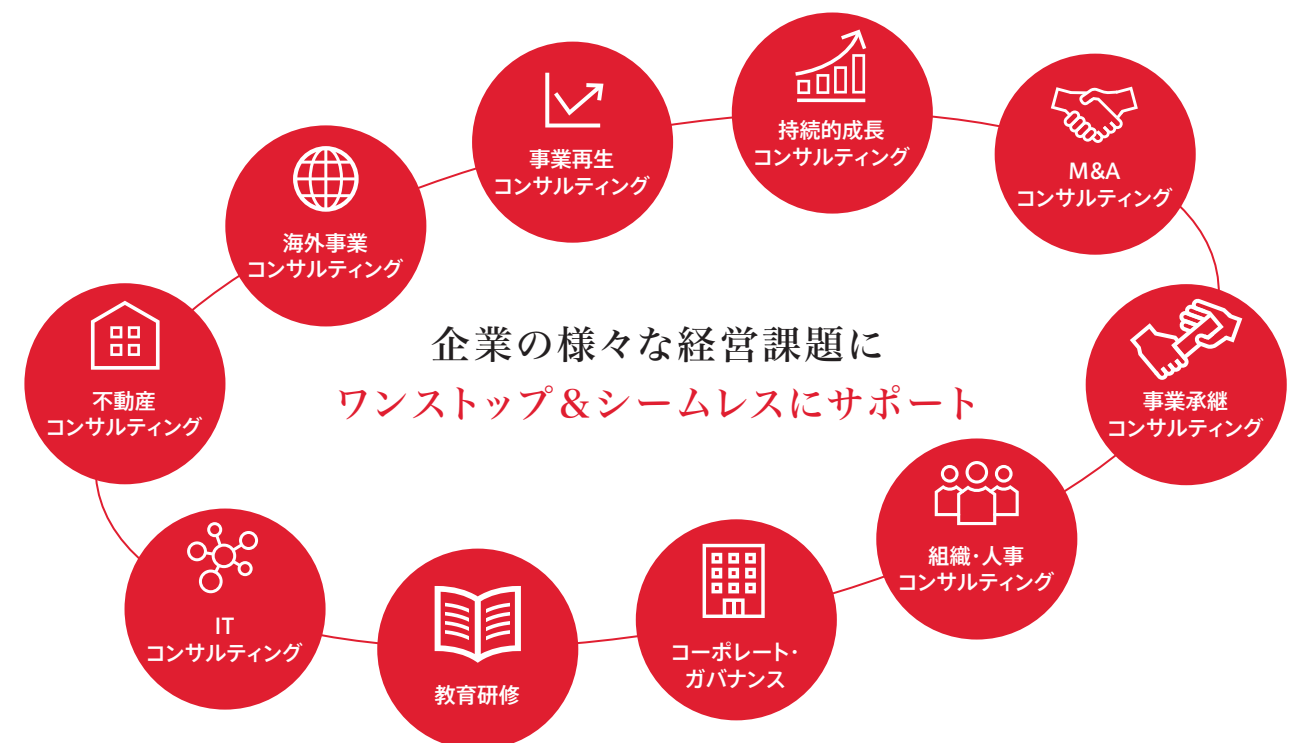 持続的成長
コンサルティング
M&A
コンサルティング
事業承継
コンサルティング
組織・人事
コンサルティング
コーポレート・
ガバナンス
教育研修
IT
コンサルティング
不動産
コンサルティング
海外事業
コンサルティング
事業再生
コンサルティング
企業の様々な経営課題に
ワンストップ&シームレスにサポート